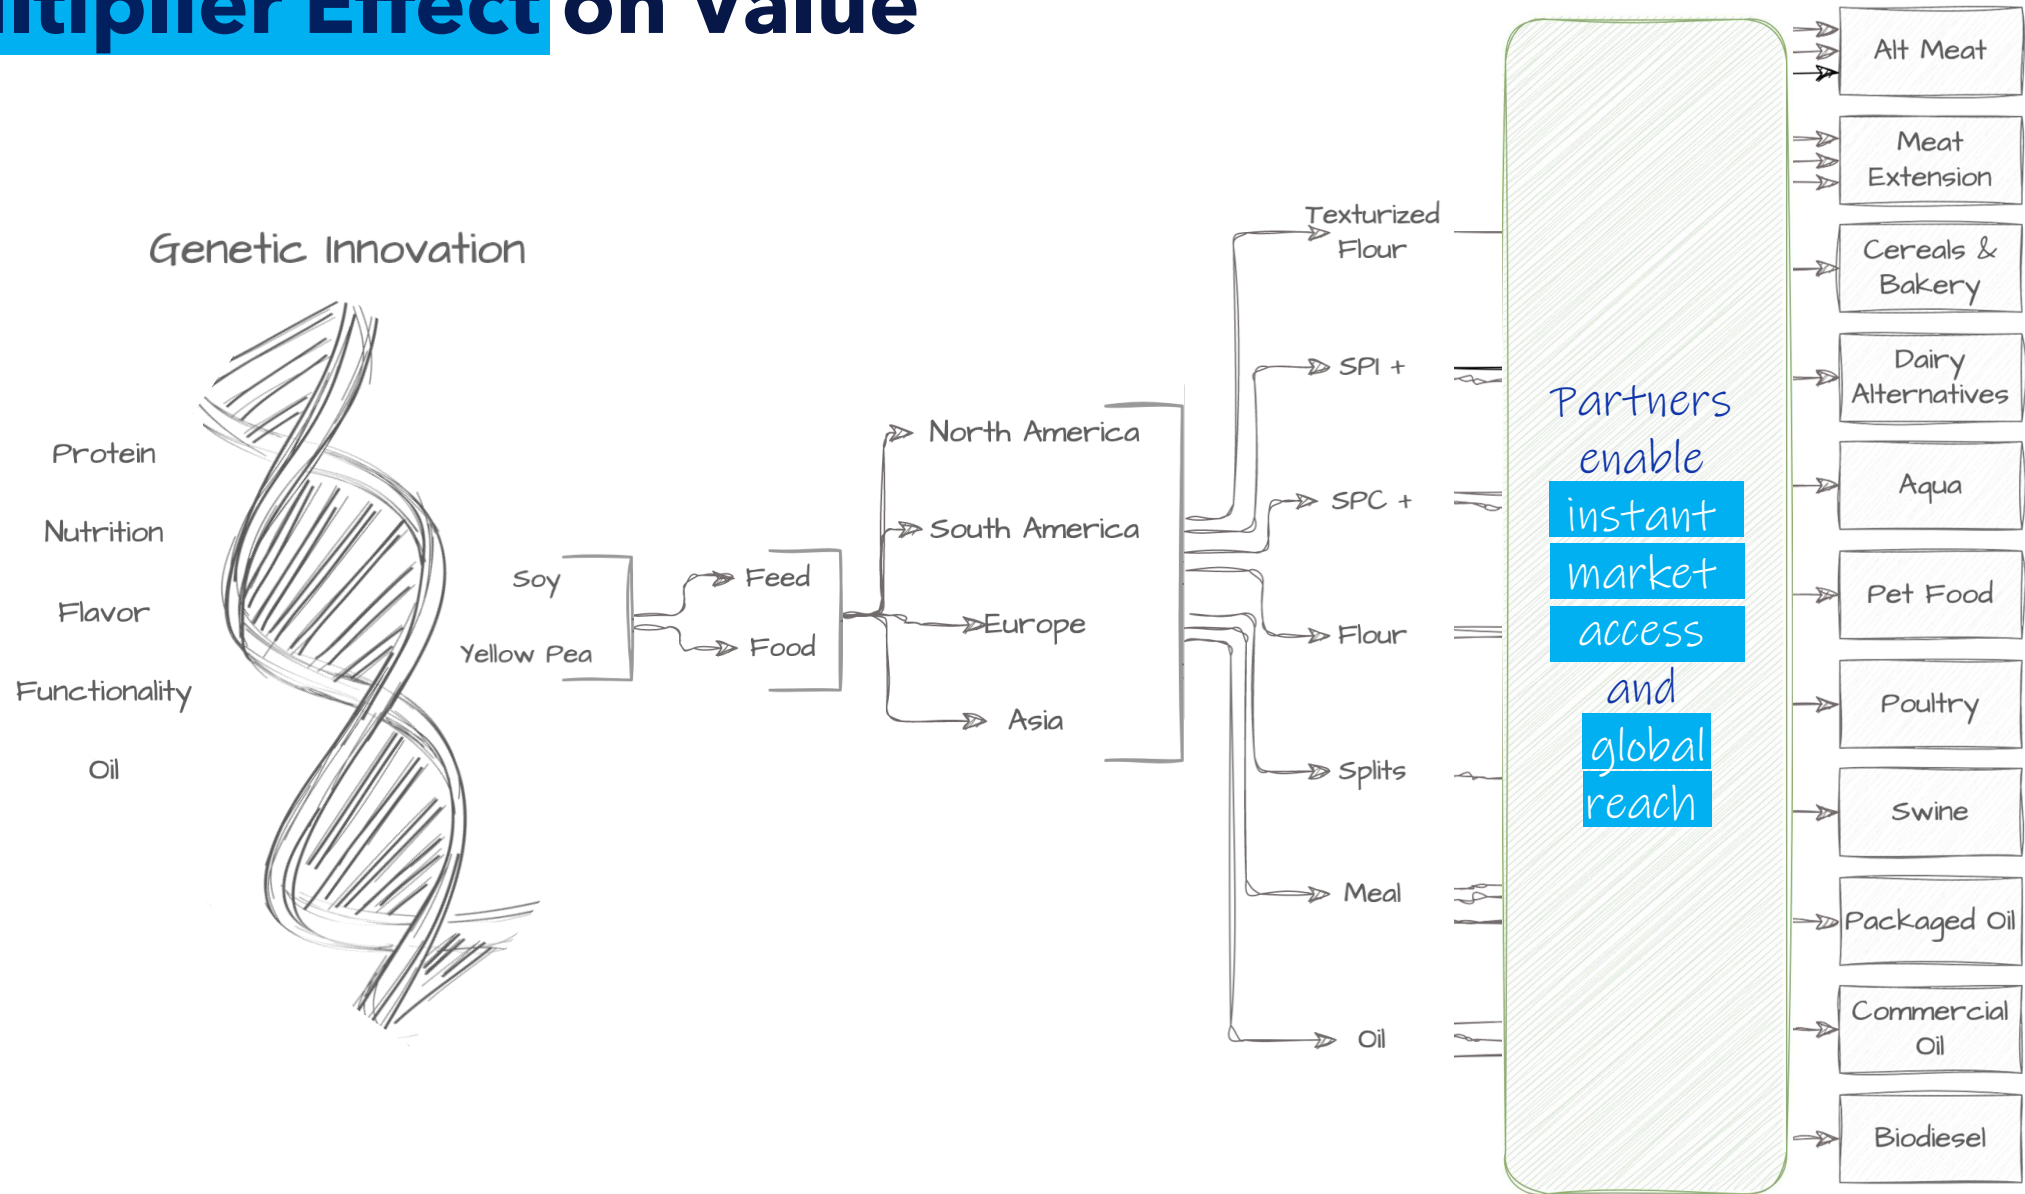 ltiplier Effect on Value
Genetic Innovation
Protein
Nutrition
Flavor
Functionality
Oil
Soy
Yellow Pea
Feed
Food
North America
South America
Europe
Asia
Texturized
Flour
SPI +
SPC +
Flour
Splits
Meal
Oil
Partners
enable
instant
market
access
and
global
reach
Alt Meat
Meat
Extension
Cereals &
Bakery
Dairy
Alternatives
Aqua
Pet Food
Poultry
Swine
Packaged Oil
Commercial
Oil
Biodiesel